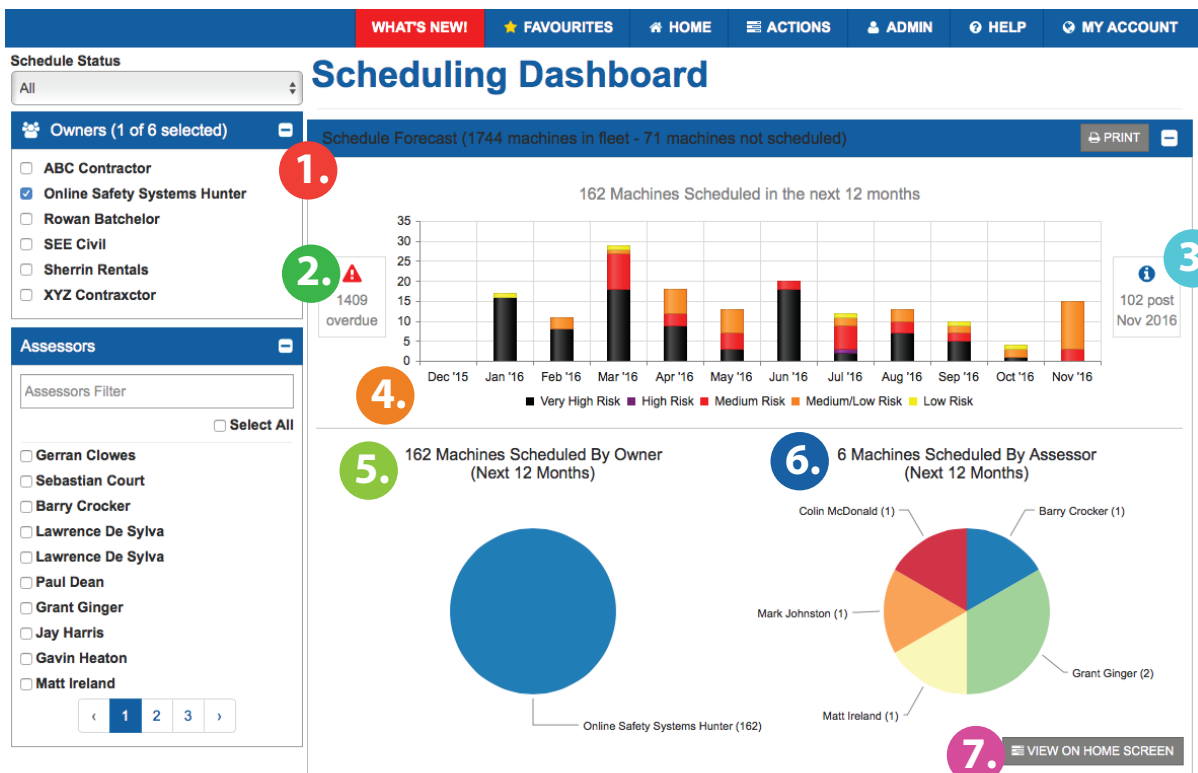 WHAT'S NEW!
FAVOURITES
HOME
ACTIONS
ADMIN
HELP
MY ACCOUNT
Schedule Status
All
Scheduling Dashboard
Owners (1 of 6 selected)
ABC Contractor
Online Safety Systems Hunter
Rowan Batchelor
SEE Civil
Sherrin Rentals
XYZ Contraxctor
Assessors
Assessors Filter
Select All
Gerran Clowes
Sebastian Court
Barry Crocker
Lawrence De Sylva
Lawrence De Sylva
Paul Dean
Grant Ginger
Jay Harris
Gavin Heaton
Matt Ireland
‹ 1 2 3 ›
Schedule Forecast (1744 machines in fleet - 71 machines not scheduled)
PRINT
1.
162 Machines Scheduled in the next 12 months
35
30
25
20
15
10
5
0
2.
1409
overdue
3
102 post
Nov 2016
Dec '15 Jan '16 Feb '16 Mar '16 Apr '16 May '16 Jun '16 Jul '16 Aug '16 Sep '16 Oct '16 Nov '16
4.
Very High Risk High Risk Medium Risk Medium/Low Risk Low Risk
5.
162 Machines Scheduled By Owner
(Next 12 Months)
Online Safety Systems Hunter (162)
6.
6 Machines Scheduled By Assessor
(Next 12 Months)
Colin McDonald (1)
Barry Crocker (1)
Mark Johnston (1)
Grant Ginger (2)
Matt Ireland (1)
7.
VIEW ON HOME SCREEN